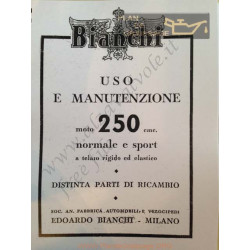 Bianchi
USO
E MANUTENZIONE
moto 250 cmc.
normale e sport
a telaio rigido ed elastico
DISTINTA PARTI DI RICAMBIO
SOC. AN. FABBRICA AUTOMOBILI E VELOCIPEDI
EDOARDO BIANCHI - MILANO